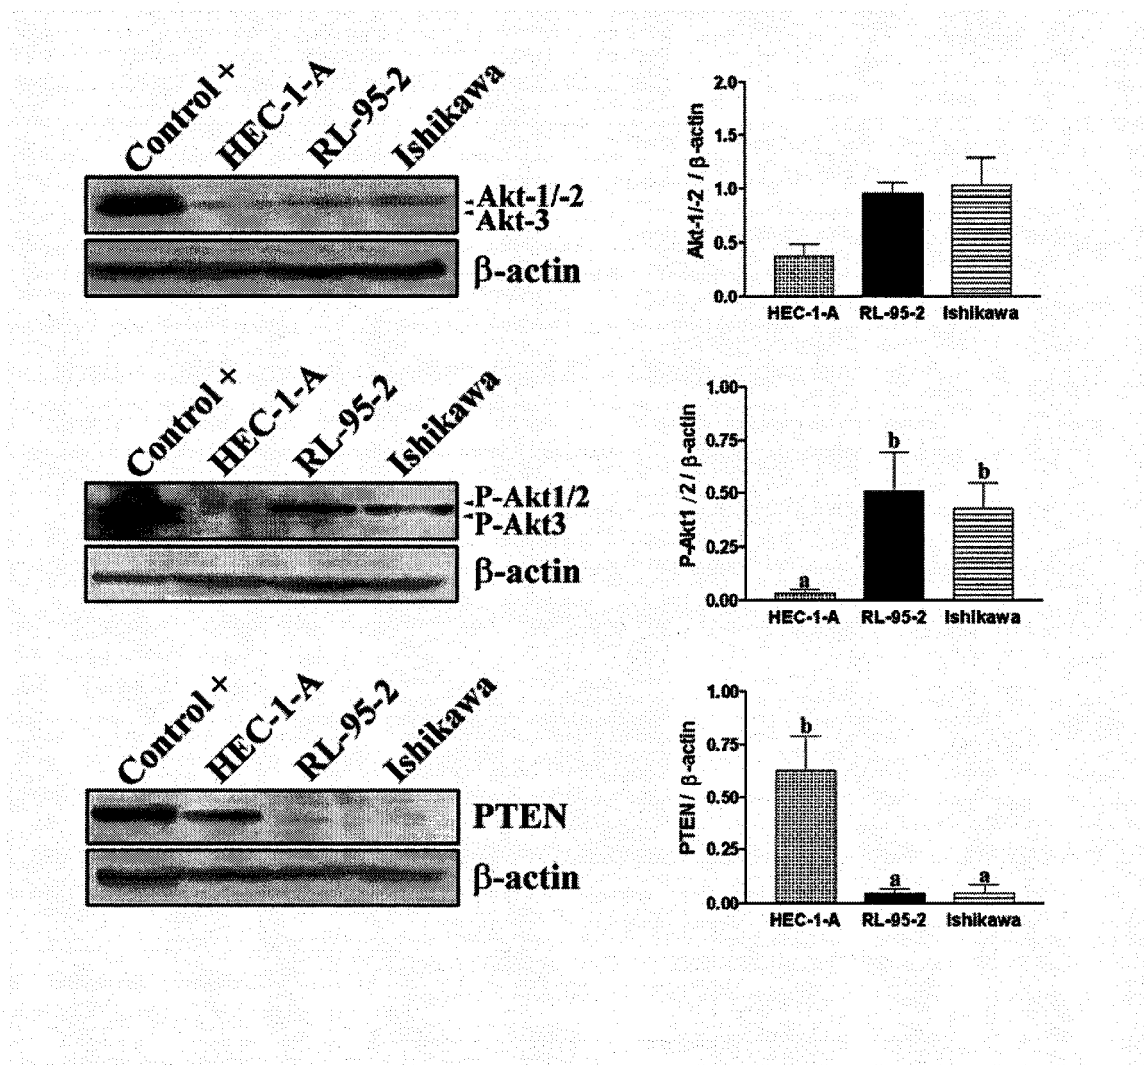 Control +
HEC-1-A
RL-95-2
Ishikawa
Akt-1/-2
Akt-3
β-actin
2.0
1.5
1.0
0.5
0.0
Akt-1/-2 / β-actin
HEC-1-A RL-95-2 Ishikawa
Control +
HEC-1-A
RL-95-2
Ishikawa
P-Akt1/2
P-Akt3
β-actin
1.00
0.75
0.50
0.25
0.00
P-Akt1 /2 / β-actin
a
b
b
HEC-1-A RL-95-2 Ishikawa
Control +
HEC-1-A
RL-95-2
Ishikawa
PTEN
β-actin
1.00
0.75
0.50
0.25
0.00
PTEN/ β-actin
b
a
a
HEC-1-A RL-95-2 Ishikawa